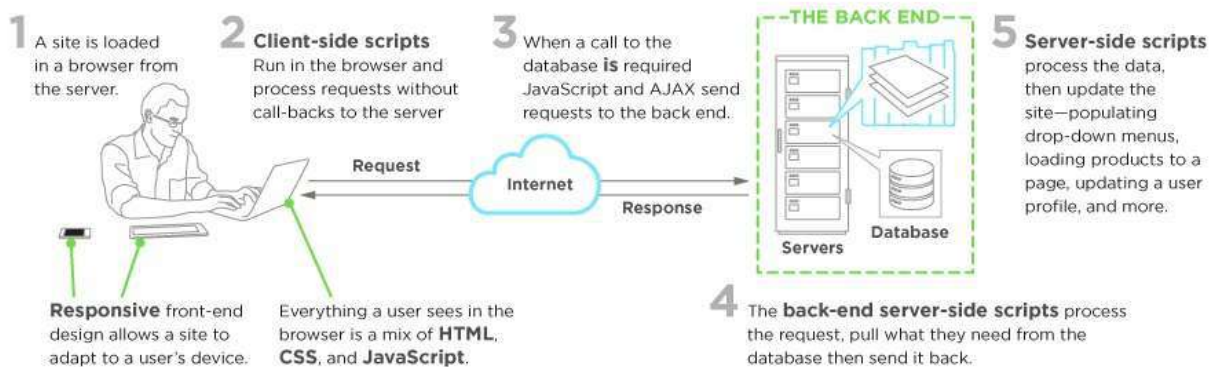 1
A site is loaded
in a browser from
the server.
2
Client-side scripts
Run in the browser and
process requests without
call-backs to the server
3
When a call to the
database is required
JavaScript and AJAX send
requests to the back end.
THE BACK END
5
Server-side scripts
process the data,
then update the
site—populating
drop-down menus,
loading products to a
page, updating a user
profile, and more.
Request
Internet
Response
Servers
Database
Responsive front-end
design allows a site to
adapt to a user's device.
Everything a user sees in the
browser is a mix of HTML,
CSS, and JavaScript.
4
The back-end server-side scripts process
the request, pull what they need from the
database then send it back.